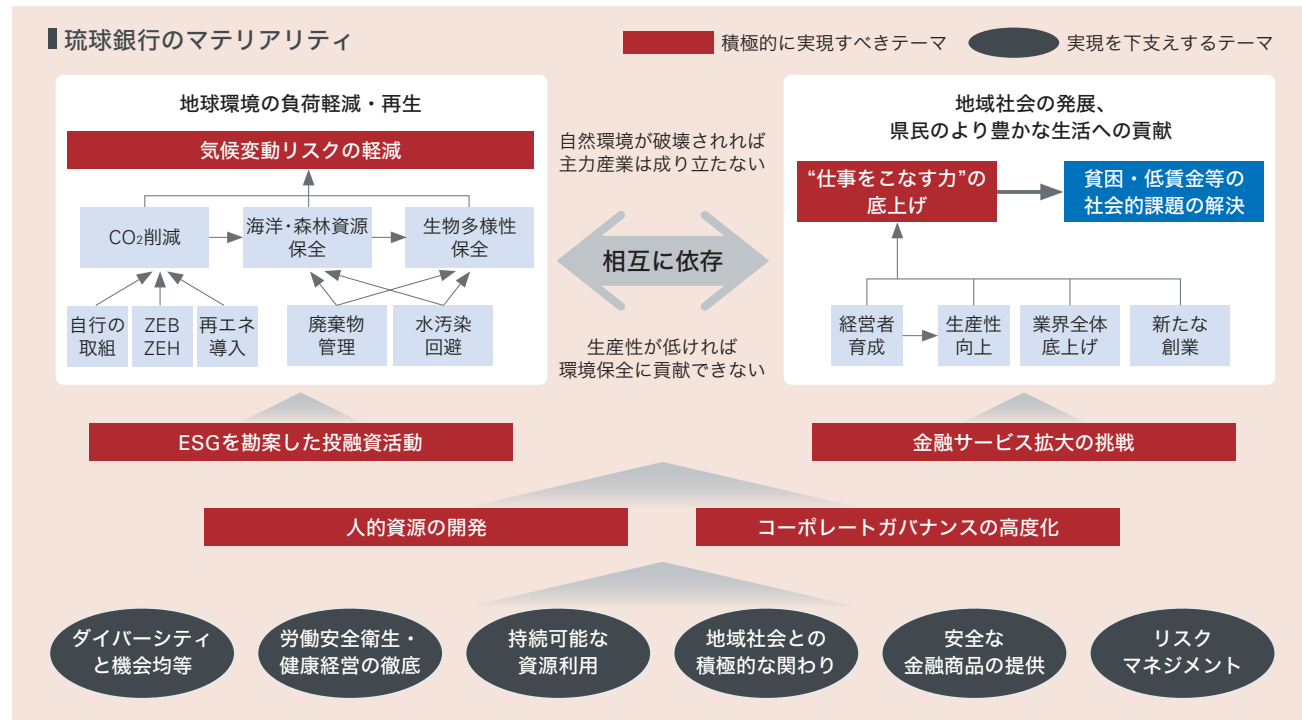 琉球銀行のマテリアリティ
積極的に実現すべきテーマ
実現を下支えするテーマ
地球環境の負荷軽減・再生
気候変動リスクの軽減
CO₂削減
海洋・森林資源
保全
生物多様性
保全
自行の
取組
ZEB
ZEH
再エネ
導入
廃棄物
管理
水汚染
回避
自然環境が破壊されれば
主力産業は成り立たない
相互に依存
生産性が低ければ
環境保全に貢献できない
地域社会の発展、
県民のより豊かな生活への貢献
“仕事をこなす力”の
底上げ
貧困・低賃金等の
社会的課題の解決
経営者
育成
生産性
向上
業界全体
底上げ
新たな
創業
ESGを勘案した投融資活動
金融サービス拡大の挑戦
人的資源の開発
コーポレートガバナンスの高度化
ダイバーシティ
と機会均等
労働安全衛生・
健康経営の徹底
持続可能な
資源利用
地域社会との
積極的な関わり
安全な
金融商品の提供
リスク
マネジメント